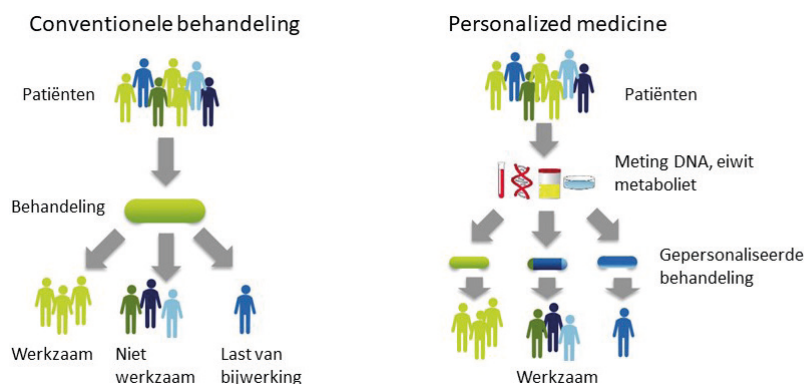 Conventionele behandeling
Patiënten
Behandeling
Werkzaam
Niet
werkzaam
Last van
bijwerking
Personalized medicine
Patiënten
Meting DNA, eiwit
metaboliet
Gepersonaliseerde
behandeling
Werkzaam